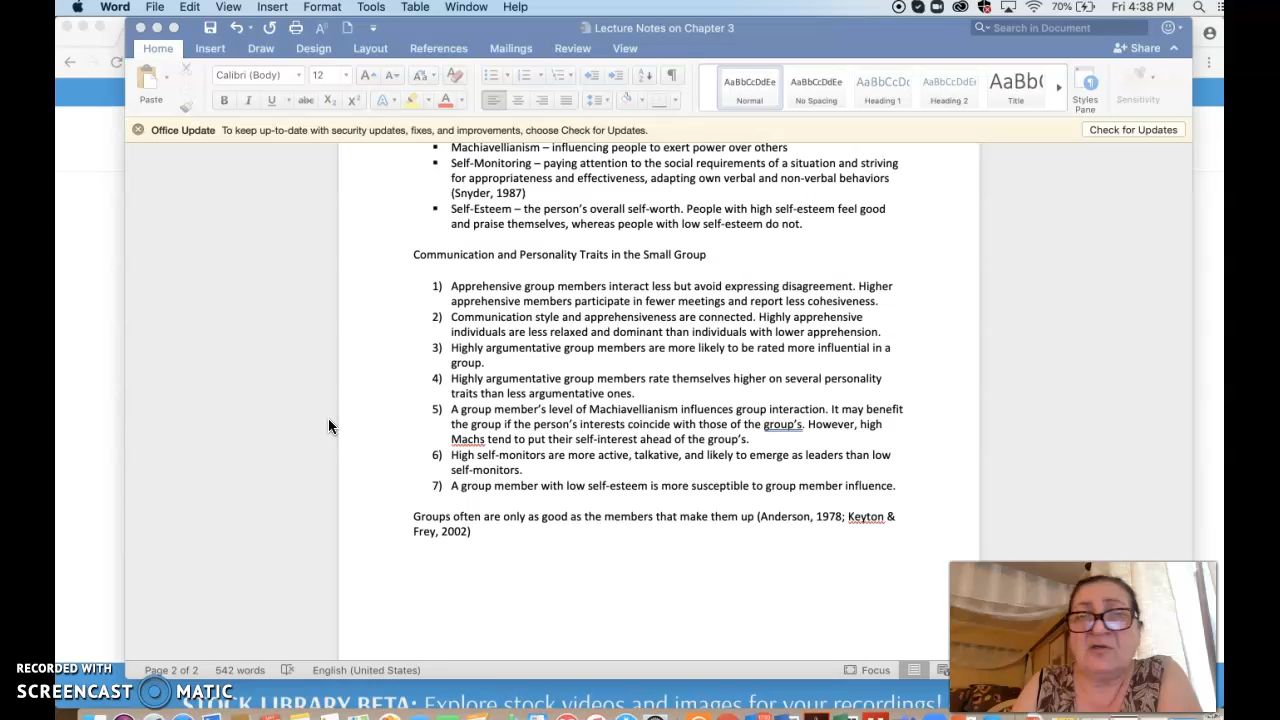 Word File Edit View Insert Format Tools Table Window Help 70% Fri 4:38 PM
Lecture Notes on Chapter 3 Search in Document
Home Insert Draw Design Layout References Mailings Review View Share
Calibri (Body) 12 AaBbCcDdEe AaBbCcDdEe AaBbCcDc AaBbCcDdEe AaBb(
Paste B I U abc X2 X2 A A Normal No Spacing Heading 1 Heading 2 Title Styles Pane Sensitivity
Office Update To keep up-to-date with security updates, fixes, and improvements, choose Check for Updates. Check for Updates
▪ Machiavellianism – influencing people to exert power over others
▪ Self-Monitoring – paying attention to the social requirements of a situation and striving
for appropriateness and effectiveness, adapting own verbal and non-verbal behaviors
(Snyder, 1987)
▪ Self-Esteem – the person's overall self-worth. People with high self-esteem feel good
and praise themselves, whereas people with low self-esteem do not.
Communication and Personality Traits in the Small Group
1) Apprehensive group members interact less but avoid expressing disagreement. Higher
apprehensive members participate in fewer meetings and report less cohesiveness.
2) Communication style and apprehensiveness are connected. Highly apprehensive
individuals are less relaxed and dominant than individuals with lower apprehension.
3) Highly argumentative group members are more likely to be rated more influential in a
group.
4) Highly argumentative group members rate themselves higher on several personality
traits than less argumentative ones.
5) A group member's level of Machiavellianism influences group interaction. It may benefit
the group if the person's interests coincide with those of the group's. However, high
Machs tend to put their self-interest ahead of the group's.
6) High self-monitors are more active, talkative, and likely to emerge as leaders than low
self-monitors.
7) A group member with low self-esteem is more susceptible to group member influence.
Groups often are only as good as the members that make them up (Anderson, 1978; Keyton &
Frey, 2002)
Page 2 of 2 542 words English (United States) Focus
RECORDED WITH
SCREENCAST MATIC
STOCK LIBRARY BETA: Explore stock videos and images for your recordings!